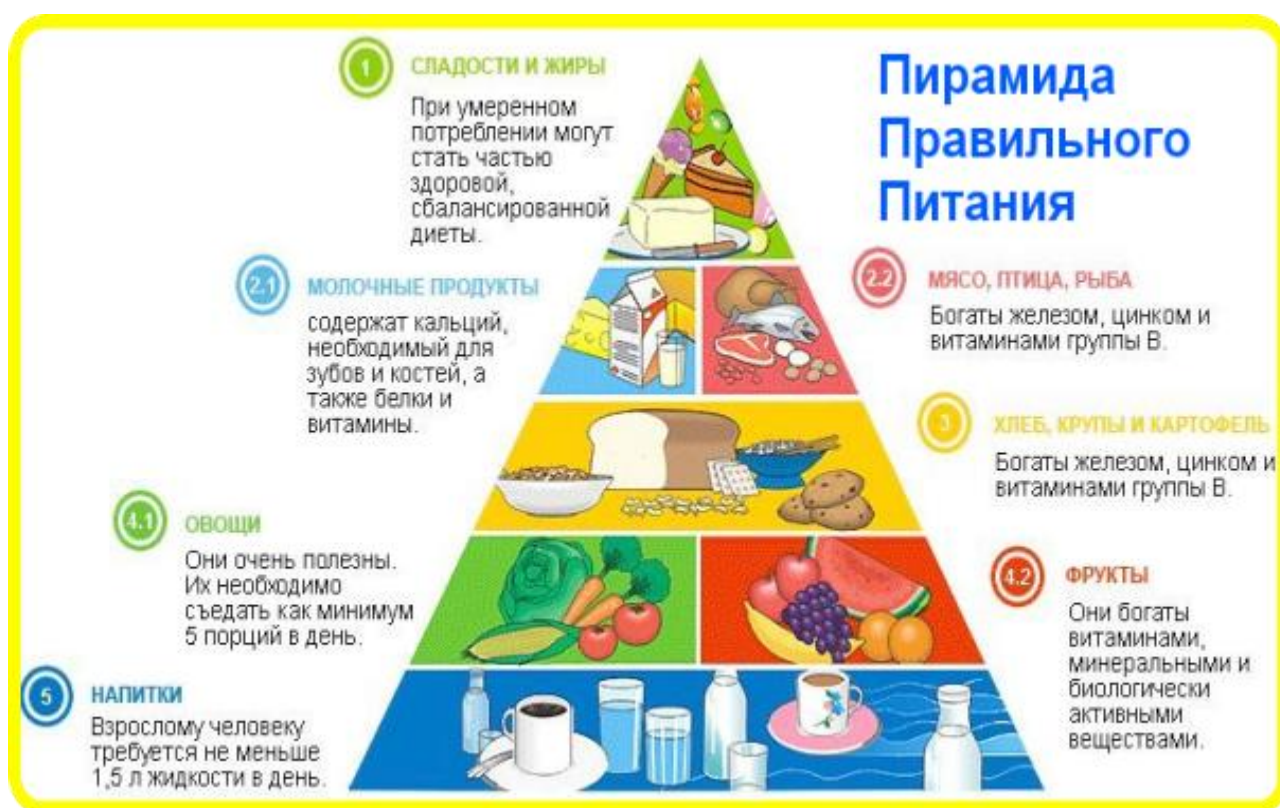 Пирамида
Правильного
Питания
1
СЛАДОСТИ И ЖИРЫ
При умеренном
потреблении могут
стать частью
здоровой,
сбалансированной
диеты.
2.1
МОЛОЧНЫЕ ПРОДУКТЫ
содержат кальций,
необходимый для
зубов и костей, а
также белки и
витамины.
2.2
МЯСО, ПТИЦА, РЫБА
Богаты железом, цинком и
витаминами группы В.
3
ХЛЕБ, КРУПЫ И КАРТОФЕЛЬ
Богаты железом, цинком и
витаминами группы В.
4.1
ОВОЩИ
Они очень полезны.
Их необходимо
съедать как минимум
5 порций в день.
4.2
ФРУКТЫ
Они богаты
витаминами,
минеральными и
биологически
активными
веществами.
5
НАПИТКИ
Взрослому человеку
требуется не меньше
1,5 л жидкости в день.